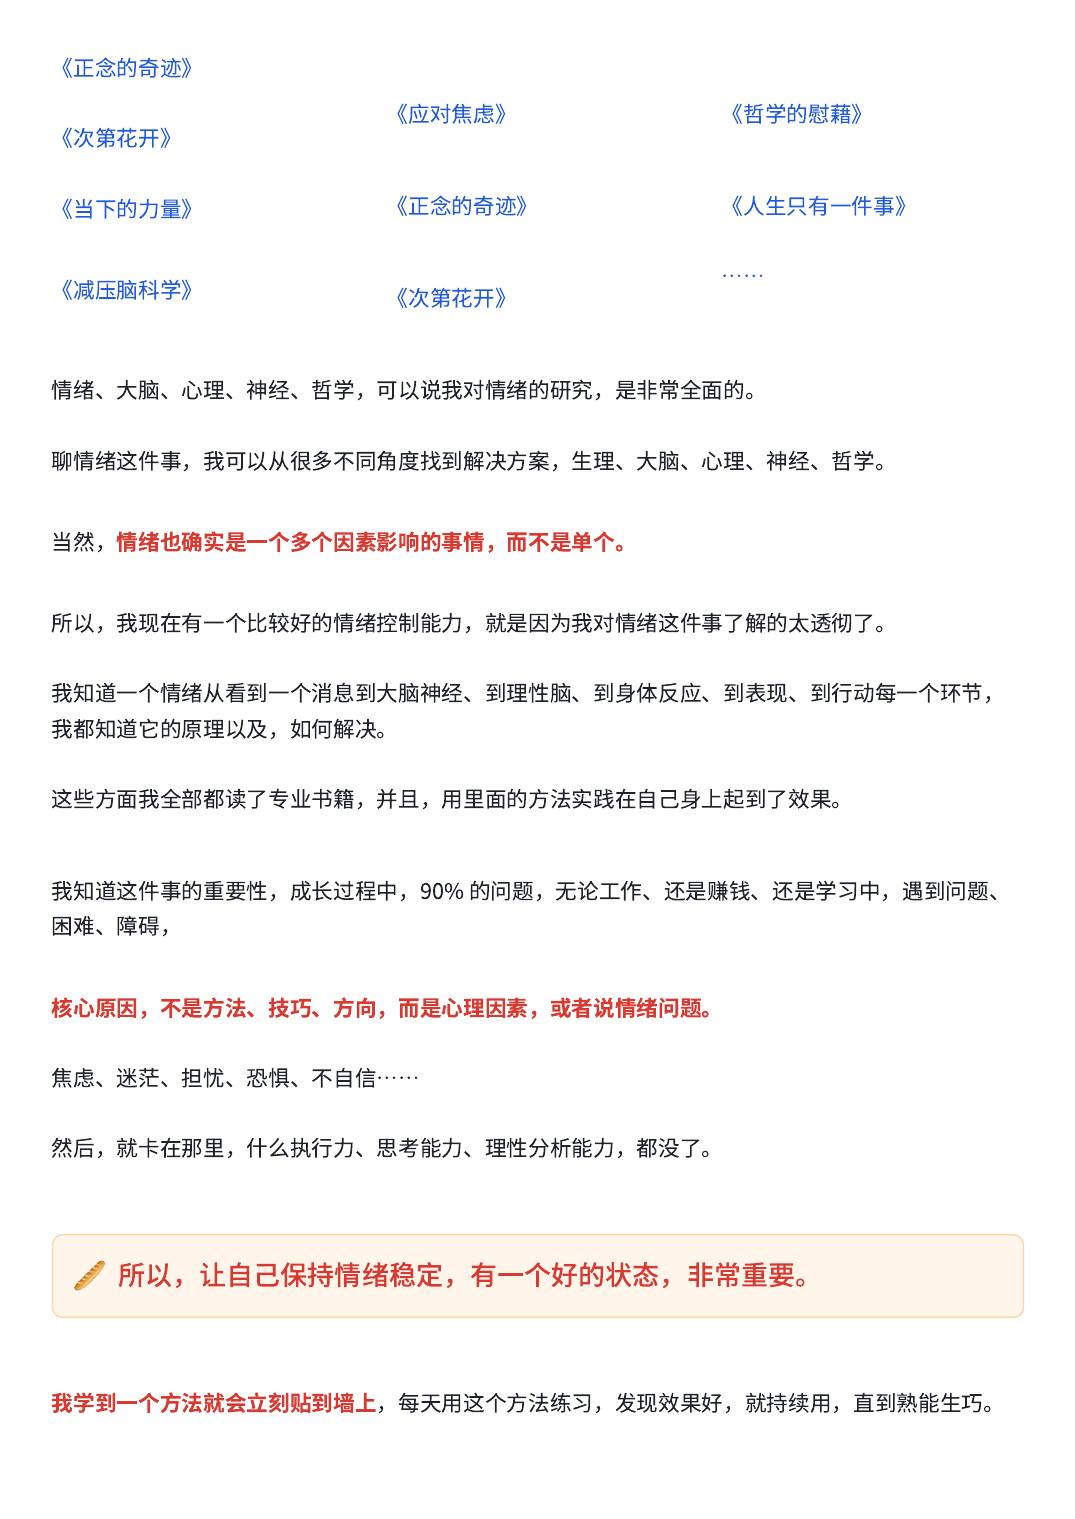 《正念的奇迹》
《次第花开》
《当下的力量》
《减压脑科学》
《应对焦虑》
《正念的奇迹》
《次第花开》
《哲学的慰藉》
《人生只有一件事》
……
情绪、大脑、心理、神经、哲学，可以说我对情绪的研究，是非常全面的。
聊情绪这件事，我可以从很多不同角度找到解决方案，生理、大脑、心理、神经、哲学。
当然，情绪也确实是一个多个因素影响的事情，而不是单个。
所以，我现在有一个比较好的情绪控制能力，就是因为我对情绪这件事了解的太透彻了。
我知道一个情绪从看到一个消息到大脑神经、到理性脑、到身体反应、到表现、到行动每一个环节，
我都知道它的原理以及，如何解决。
这些方面我全部都读了专业书籍，并且，用里面的方法实践在自己身上起到了效果。
我知道这件事的重要性，成长过程中，90% 的问题，无论工作、还是赚钱、还是学习中，遇到问题、
困难、障碍，
核心原因，不是方法、技巧、方向，而是心理因素，或者说情绪问题。
焦虑、迷茫、担忧、恐惧、不自信……
然后，就卡在那里，什么执行力、思考能力、理性分析能力，都没了。
所以，让自己保持情绪稳定，有一个好的状态，非常重要。
我学到一个方法就会立刻贴到墙上，每天用这个方法练习，发现效果好，就持续用，直到熟能生巧。